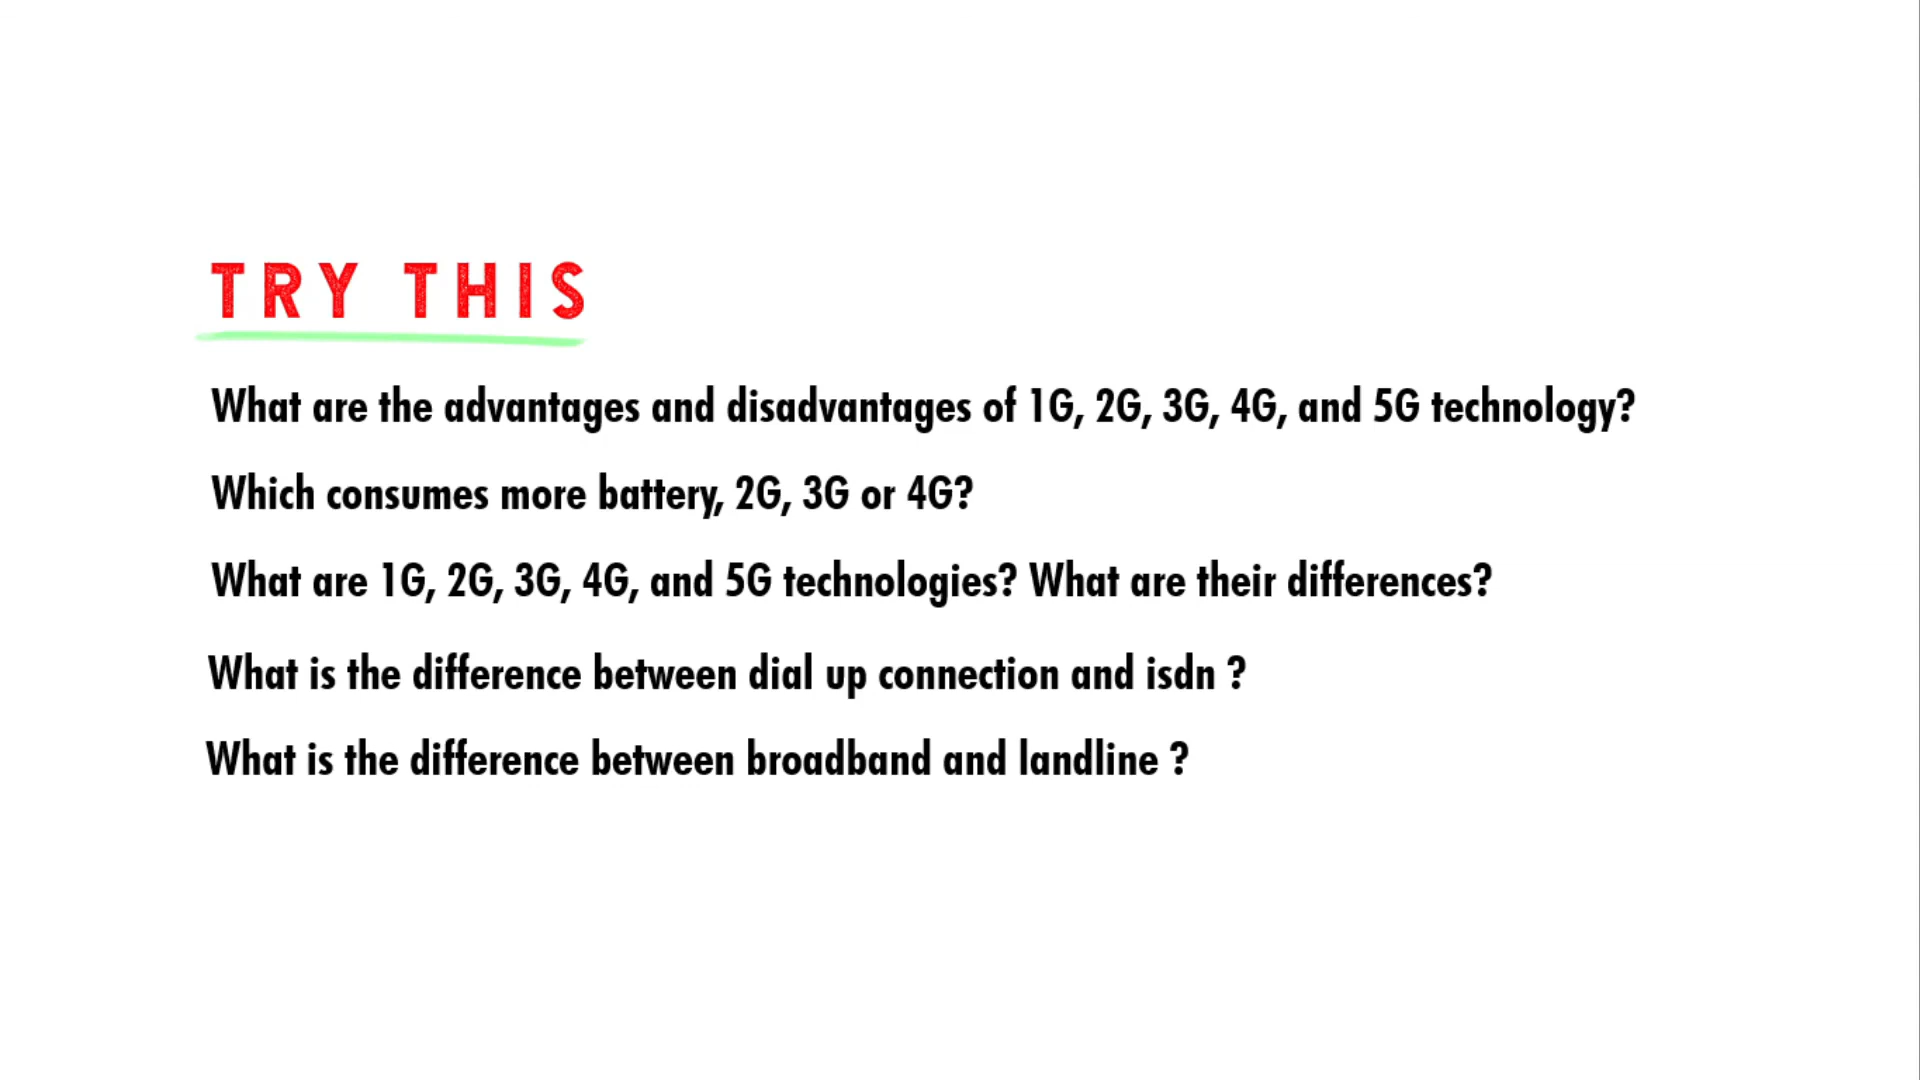 TRY THIS
What are the advantages and disadvantages of 1G, 2G, 3G, 4G, and 5G technology?
Which consumes more battery, 2G, 3G or 4G?
What are 1G, 2G, 3G, 4G, and 5G technologies? What are their differences?
What is the difference between dial up connection and isdn ?
What is the difference between broadband and landline ?